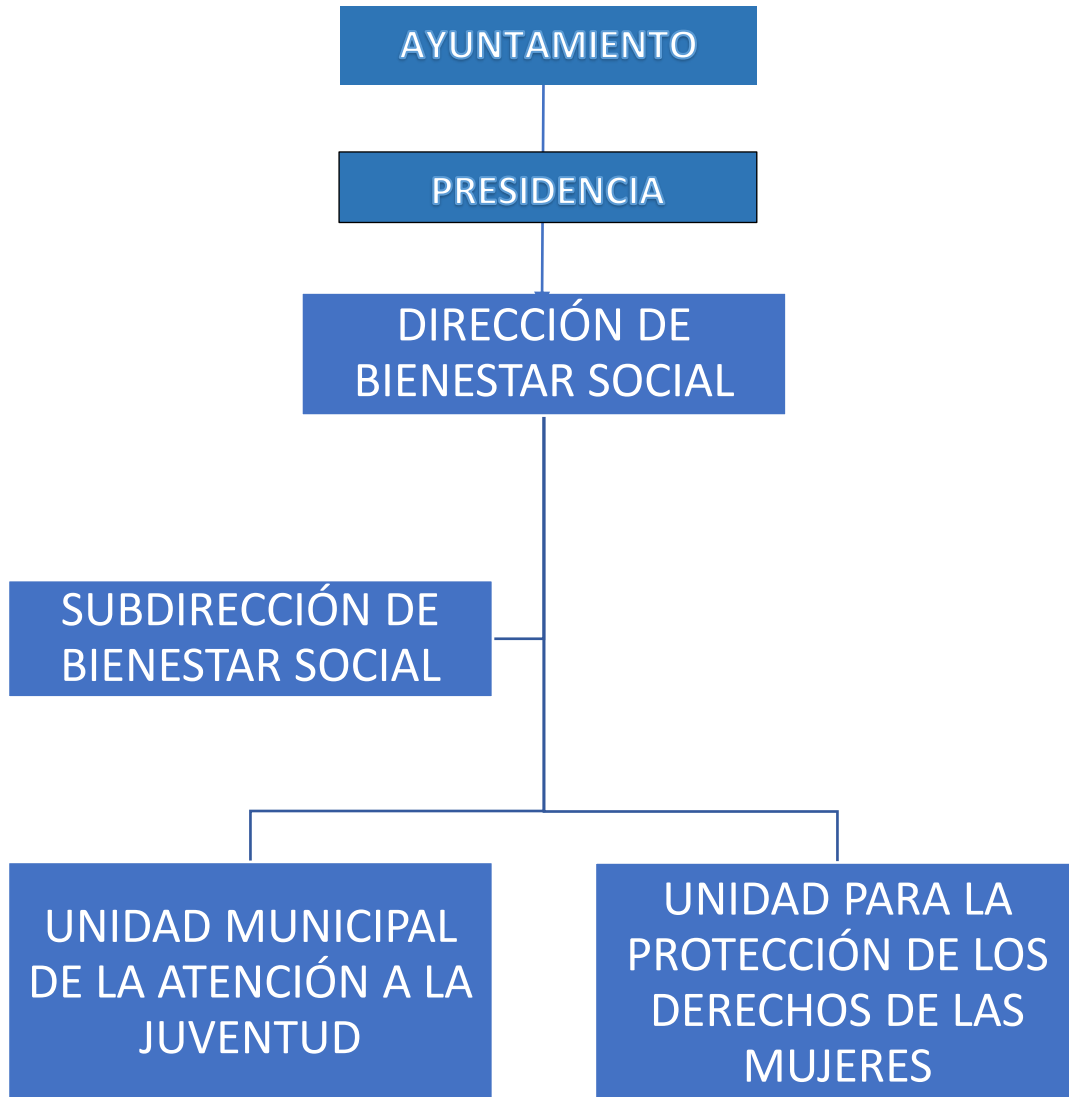 AYUNTAMIENTO
PRESIDENCIA
DIRECCIÓN DE
BIENESTAR SOCIAL
SUBDIRECCIÓN DE
BIENESTAR SOCIAL
UNIDAD MUNICIPAL
DE LA ATENCIÓN A LA
JUVENTUD
UNIDAD PARA LA
PROTECCIÓN DE LOS
DERECHOS DE LAS
MUJERES